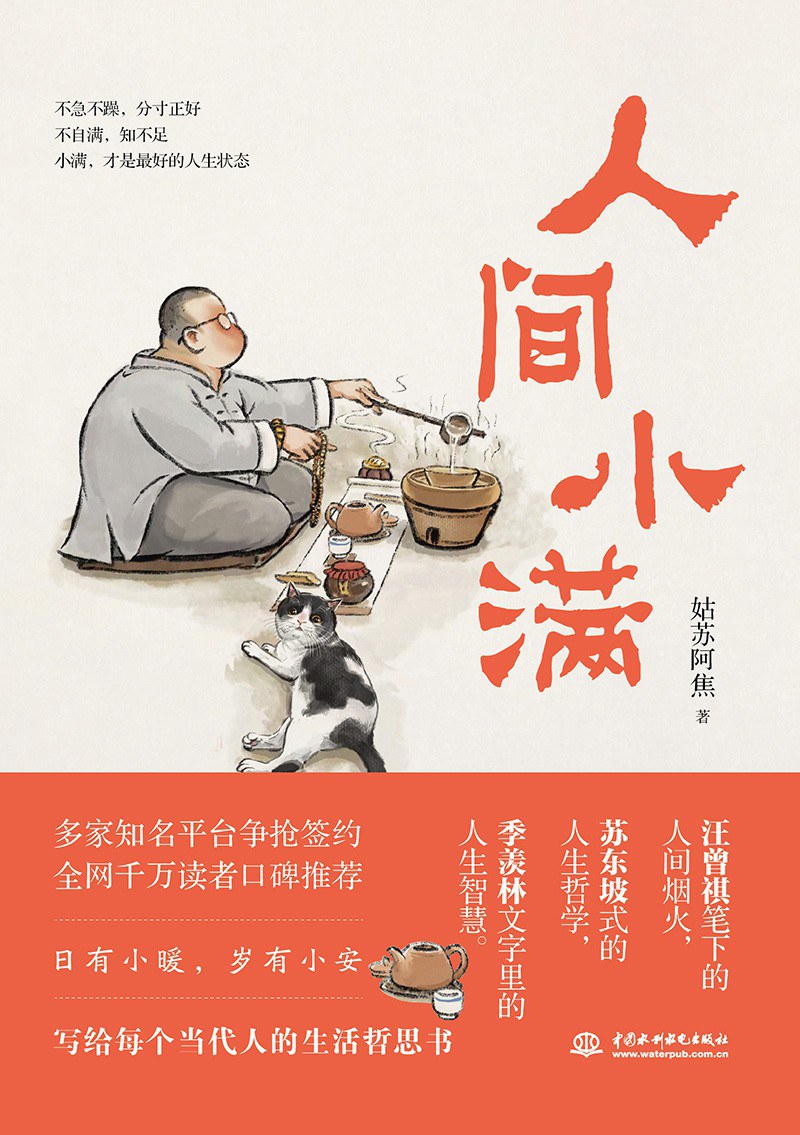 不急不躁，分寸正好
不自满，知不足
小满，才是最好的人生状态
人间小满
姑苏阿焦 著
多家知名平台争抢签约
全网千万读者口碑推荐
日有小暖，岁有小安
写给每个当代人的生活哲思书
汪曾祺笔下的
人间烟火，
苏东坡式的
人生哲学，
季羡林文字里的
人生智慧。
中国水利水电出版社
www.waterpub.com.cn